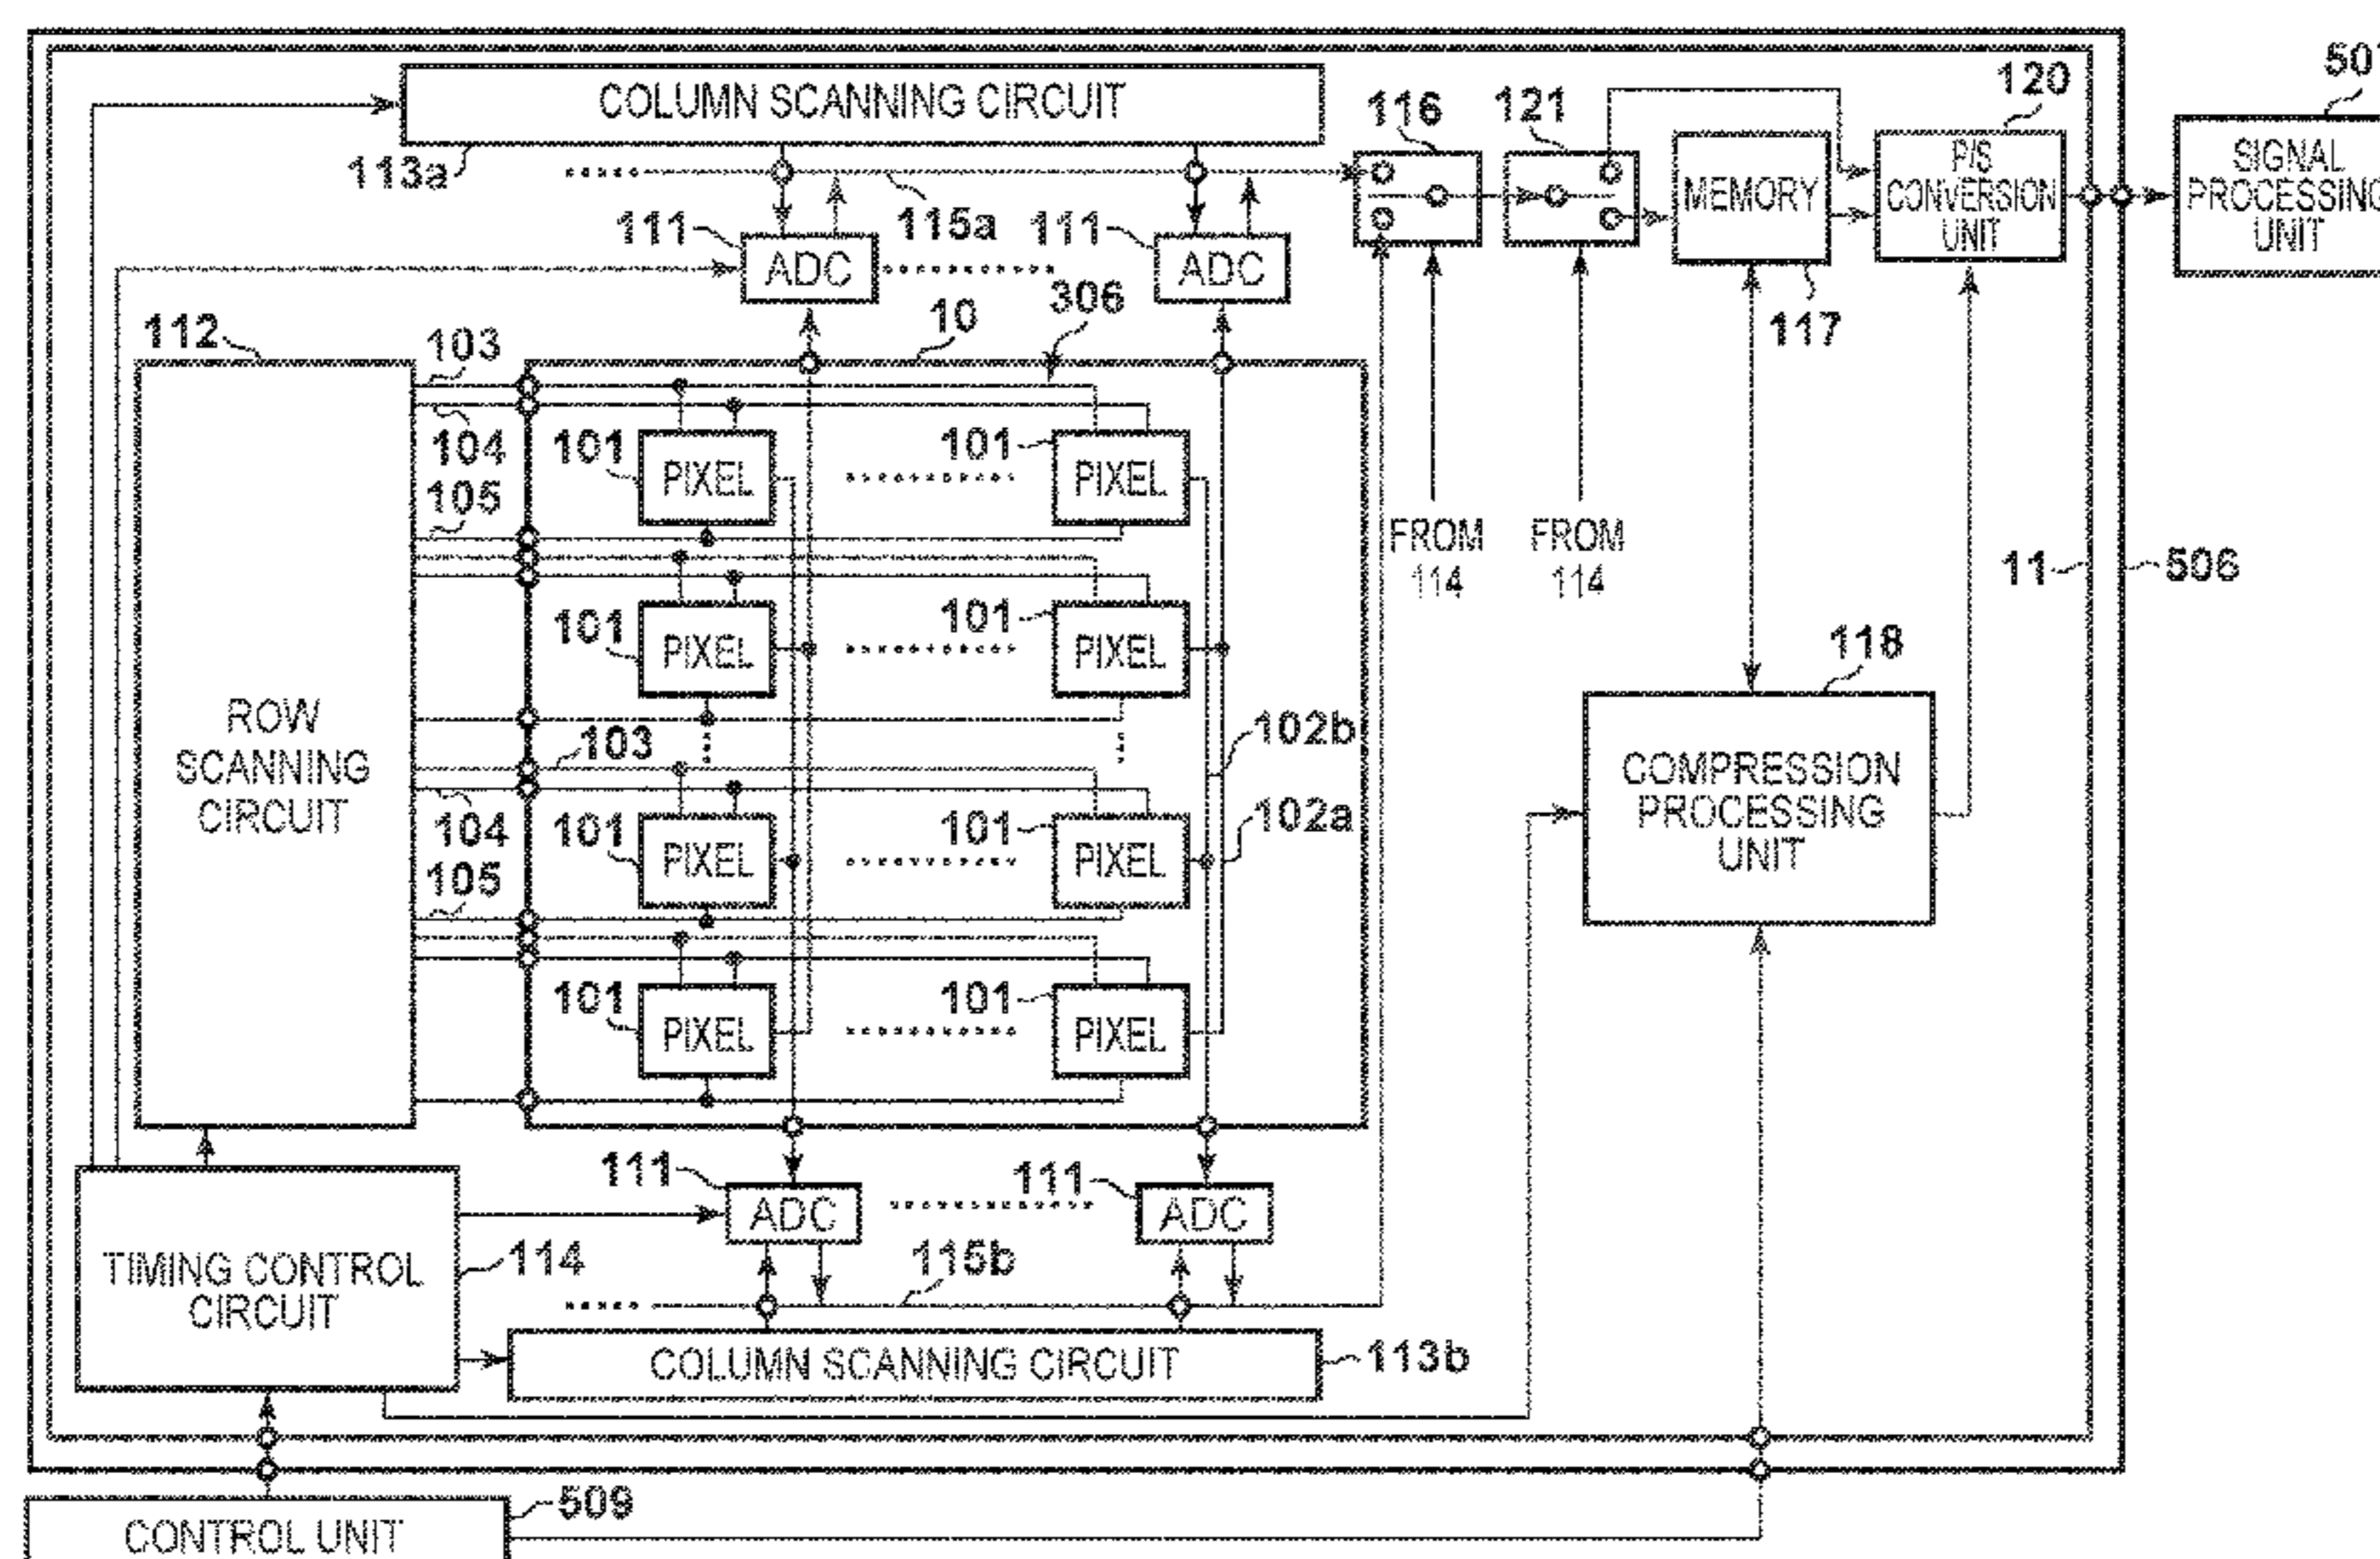 COLUMN SCANNING CIRCUIT
113a
116
121
120
MEMORY
P/S
CONVERSION
UNIT
SIGNAL
PROCESSING
UNIT
115a
111
111
ADC
ADC
117
306
10
112
103
104
105
ROW
SCANNING
CIRCUIT
101
PIXEL
101
PIXEL
101
PIXEL
101
PIXEL
103
104
105
101
PIXEL
101
PIXEL
101
PIXEL
101
PIXEL
102b
102a
FROM
114
FROM
114
11
506
118
COMPRESSION
PROCESSING
UNIT
111
ADC
111
ADC
TIMING CONTROL
CIRCUIT
114
115b
COLUMN SCANNING CIRCUIT
113b
509
CONTROL UNIT